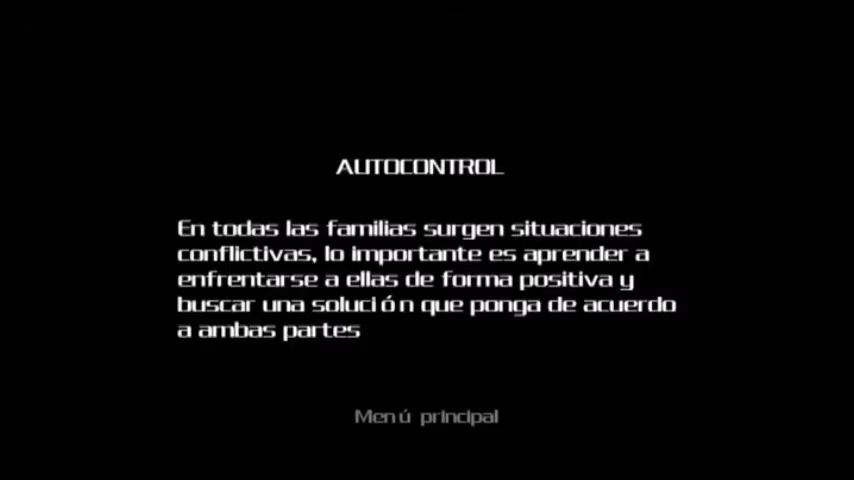 AUTOCONTROL
En todas las familias surgen situaciones
conflictivas, lo importante es aprender a
enfrentarse a ellas de forma positiva y
buscar una solución que ponga de acuerdo
a ambas partes
Menú principal